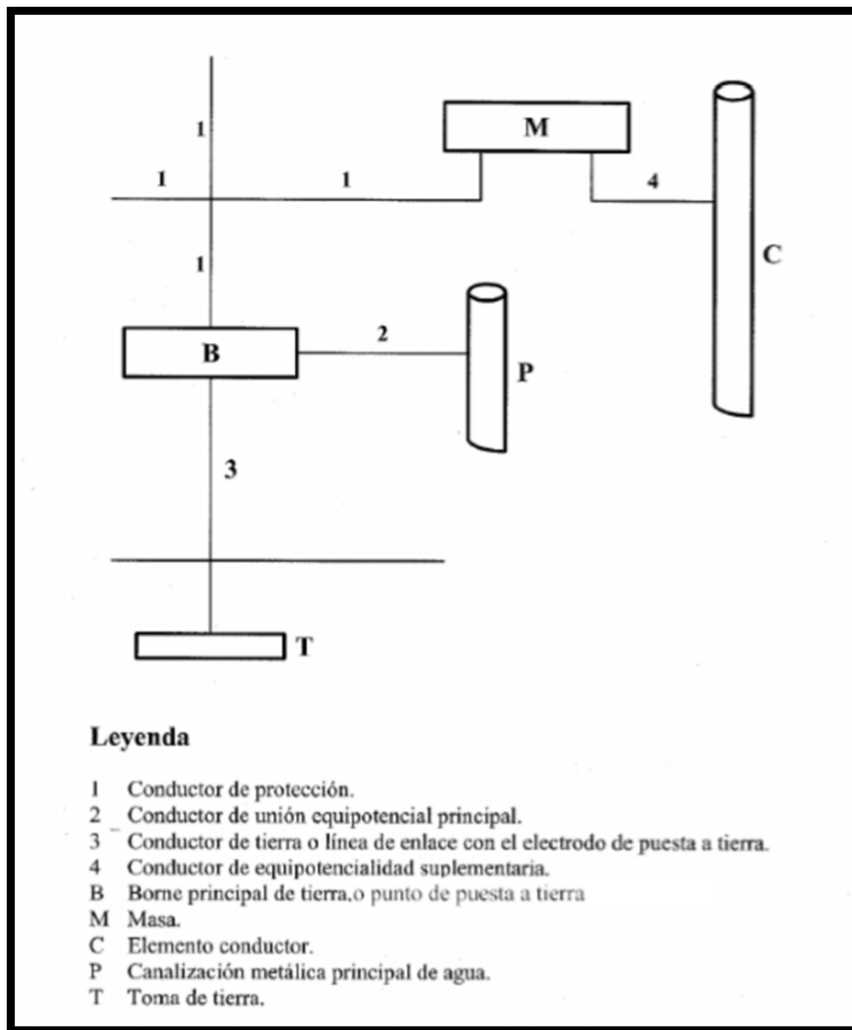 1
M
1
1
4
C
1
B
2
P
3
T
Leyenda
1 Conductor de protección.
2 Conductor de unión equipotencial principal.
3 Conductor de tierra o línea de enlace con el electrodo de puesta a tierra.
4 Conductor de equipotencialidad suplementaria.
B Borne principal de tierra,o punto de puesta a tierra
M Masa.
C Elemento conductor.
P Canalización metálica principal de agua.
T Toma de tierra.